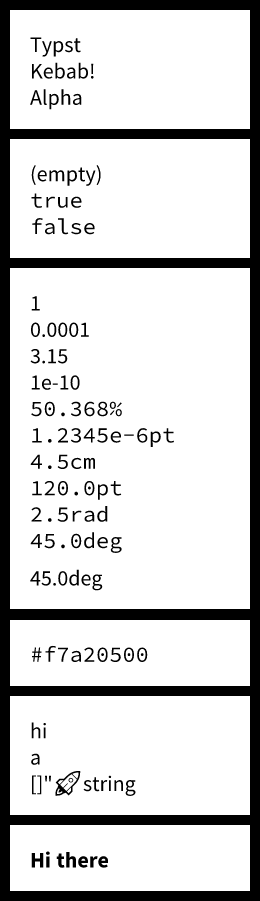 Typst
Kebab!
Alpha
(empty)
true
false
1
0.0001
3.15
1e-10
50.368%
1.2345e-6pt
4.5cm
120.0pt
2.5rad
45.0deg
45.0deg
#f7a20500
hi
a
[]"🚀string
Hi there